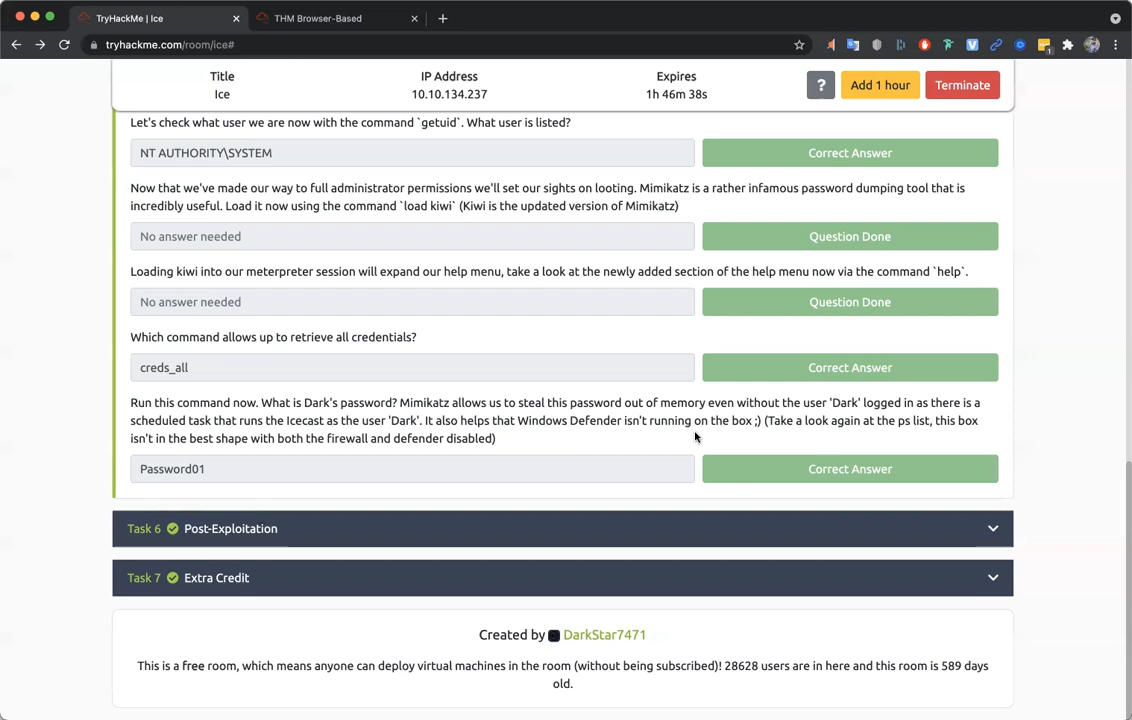 TryHackMe | Ice
THM Browser-Based
tryhackme.com/room/ice#
1
Title
IP Address
Expires
Ice
10.10.134.237
1h 46m 38s
?
Add 1 hour
Terminate
Let's check what user we are now with the command `getuid`. What user is listed?
NT AUTHORITY\SYSTEM
Correct Answer
Now that we've made our way to full administrator permissions we'll set our sights on looting. Mimikatz is a rather infamous password dumping tool that is
incredibly useful. Load it now using the command `load kiwi` (Kiwi is the updated version of Mimikatz)
No answer needed
Question Done
Loading kiwi into our meterpreter session will expand our help menu, take a look at the newly added section of the help menu now via the command `help`.
No answer needed
Question Done
Which command allows up to retrieve all credentials?
creds_all
Correct Answer
Run this command now. What is Dark's password? Mimikatz allows us to steal this password out of memory even without the user 'Dark' logged in as there is a
scheduled task that runs the Icecast as the user 'Dark'. It also helps that Windows Defender isn't running on the box ;) (Take a look again at the ps list, this box
isn't in the best shape with both the firewall and defender disabled)
Password01
Correct Answer
Task 6 Post-Exploitation
Task 7 Extra Credit
Created by DarkStar7471
This is a free room, which means anyone can deploy virtual machines in the room (without being subscribed)! 28628 users are in here and this room is 589 days
old.